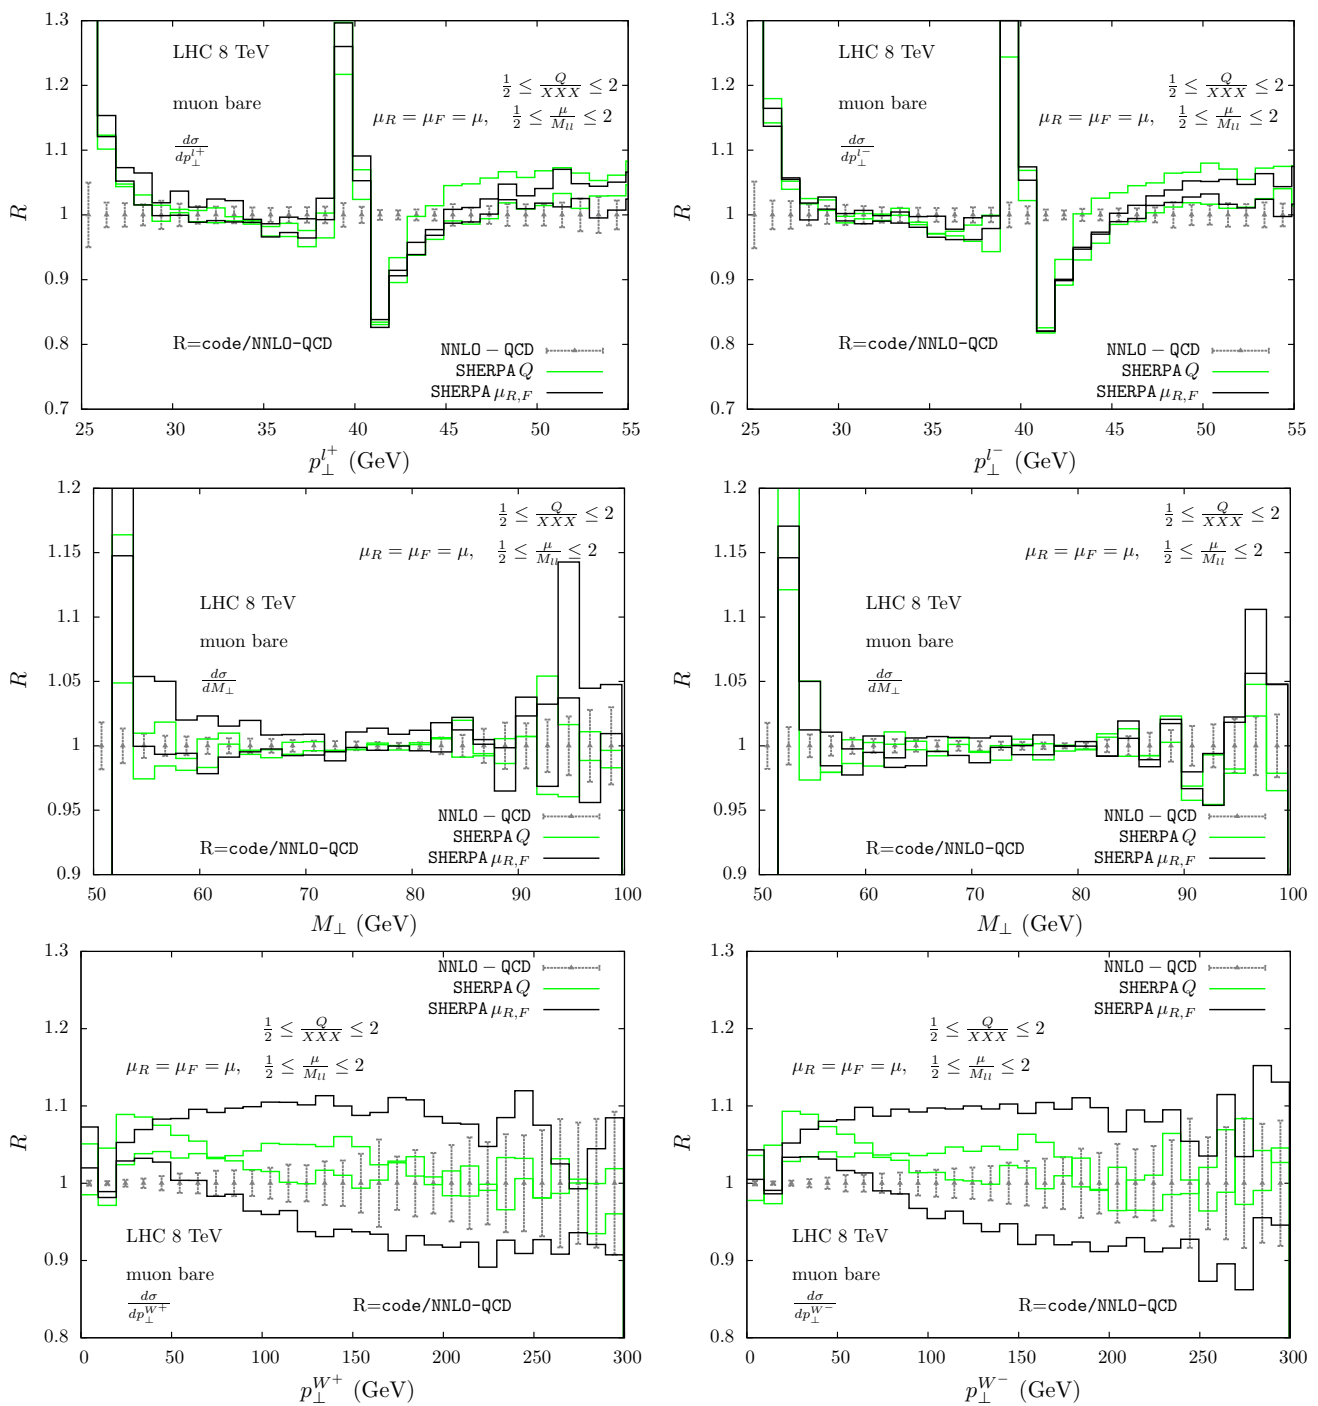 1.3
1.2
1.1
1
0.9
0.8
0.7
R
LHC 8 TeV
1/2 ≤ Q/XXX ≤ 2
muon bare
μ_R = μ_F = μ, 1/2 ≤ μ/M_ll ≤ 2
dσ/dp_⊥^{l+}
R=code/NNLO-QCD
NNLO − QCD
SHERPA Q
SHERPA μ_{R,F}
25 30 35 40 45 50 55
p_⊥^{l+} (GeV)
1.3
1.2
1.1
1
0.9
0.8
0.7
R
LHC 8 TeV
1/2 ≤ Q/XXX ≤ 2
muon bare
μ_R = μ_F = μ, 1/2 ≤ μ/M_ll ≤ 2
dσ/dp_⊥^{l−}
R=code/NNLO-QCD
NNLO − QCD
SHERPA Q
SHERPA μ_{R,F}
25 30 35 40 45 50 55
p_⊥^{l−} (GeV)
1.2
1.15
1.1
1.05
1
0.95
0.9
R
1/2 ≤ Q/XXX ≤ 2
μ_R = μ_F = μ, 1/2 ≤ μ/M_ll ≤ 2
LHC 8 TeV
muon bare
dσ/dM_⊥
NNLO − QCD
SHERPA Q
R=code/NNLO-QCD
SHERPA μ_{R,F}
50 60 70 80 90 100
M_⊥ (GeV)
1.2
1.15
1.1
1.05
1
0.95
0.9
R
1/2 ≤ Q/XXX ≤ 2
μ_R = μ_F = μ, 1/2 ≤ μ/M_ll ≤ 2
LHC 8 TeV
muon bare
dσ/dM_⊥
NNLO − QCD
SHERPA Q
R=code/NNLO-QCD
SHERPA μ_{R,F}
50 60 70 80 90 100
M_⊥ (GeV)
1.3
1.2
1.1
1
0.9
0.8
R
NNLO − QCD
SHERPA Q
SHERPA μ_{R,F}
1/2 ≤ Q/XXX ≤ 2
μ_R = μ_F = μ, 1/2 ≤ μ/M_ll ≤ 2
LHC 8 TeV
muon bare
dσ/dp_⊥^{W+}
R=code/NNLO-QCD
0 50 100 150 200 250 300
p_⊥^{W+} (GeV)
1.3
1.2
1.1
1
0.9
0.8
R
NNLO − QCD
SHERPA Q
SHERPA μ_{R,F}
1/2 ≤ Q/XXX ≤ 2
μ_R = μ_F = μ, 1/2 ≤ μ/M_ll ≤ 2
LHC 8 TeV
muon bare
dσ/dp_⊥^{W−}
R=code/NNLO-QCD
0 50 100 150 200 250 300
p_⊥^{W−} (GeV)